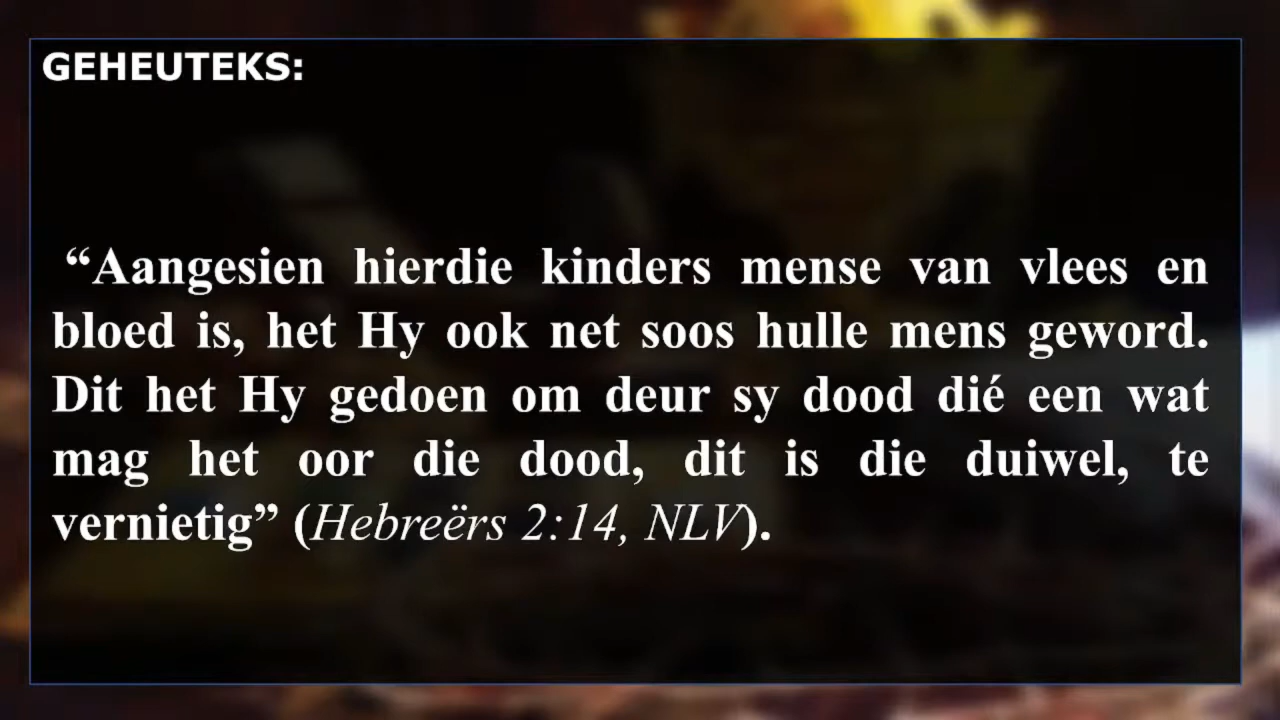 GEHEUTEKS:
“Aangesien hierdie kinders mense van vlees en
bloed is, het Hy ook net soos hulle mens geword.
Dit het Hy gedoen om deur sy dood dié een wat
mag het oor die dood, dit is die duiwel, te
vernietig” (Hebreërs 2:14, NLV).